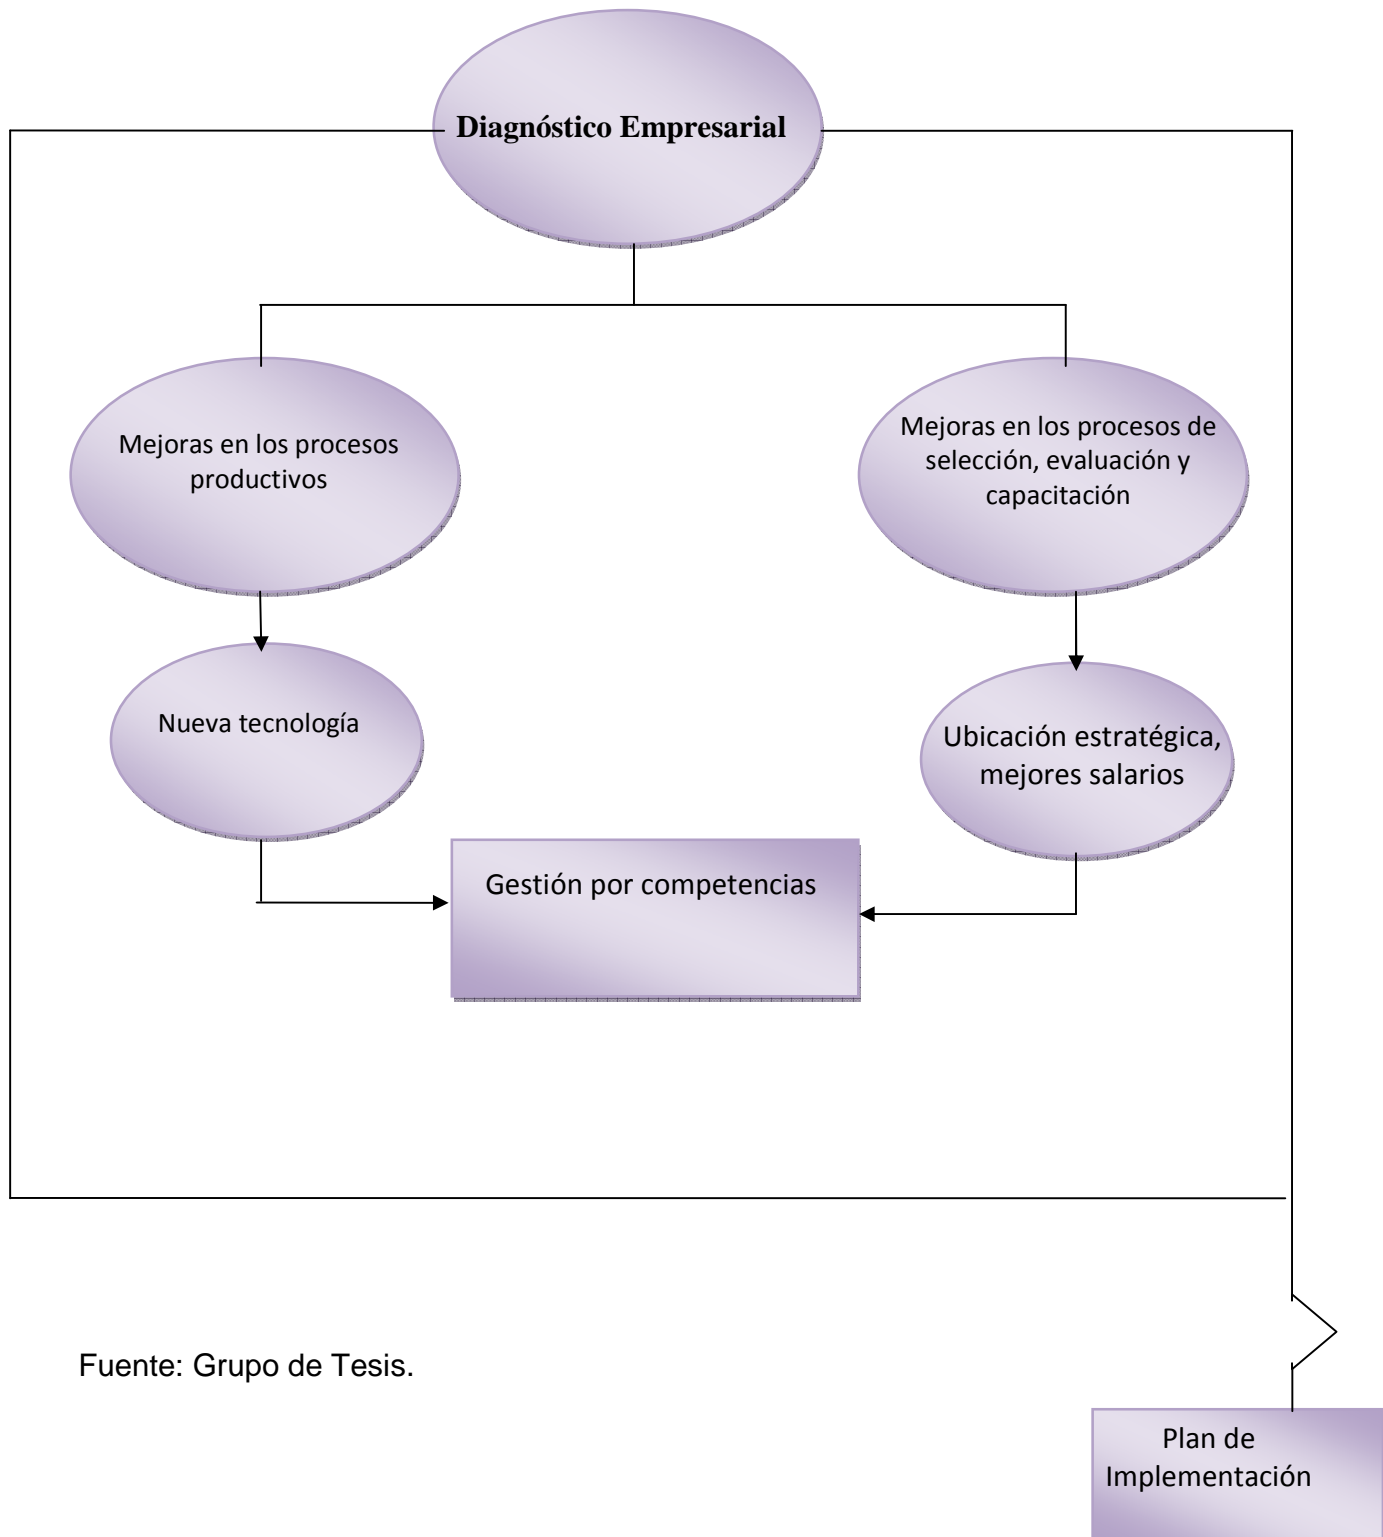 Diagnóstico Empresarial
Mejoras en los procesos
productivos
Mejoras en los procesos de
selección, evaluación y
capacitación
Nueva tecnología
Ubicación estratégica,
mejores salarios
Gestión por competencias
Fuente: Grupo de Tesis.
Plan de
Implementación